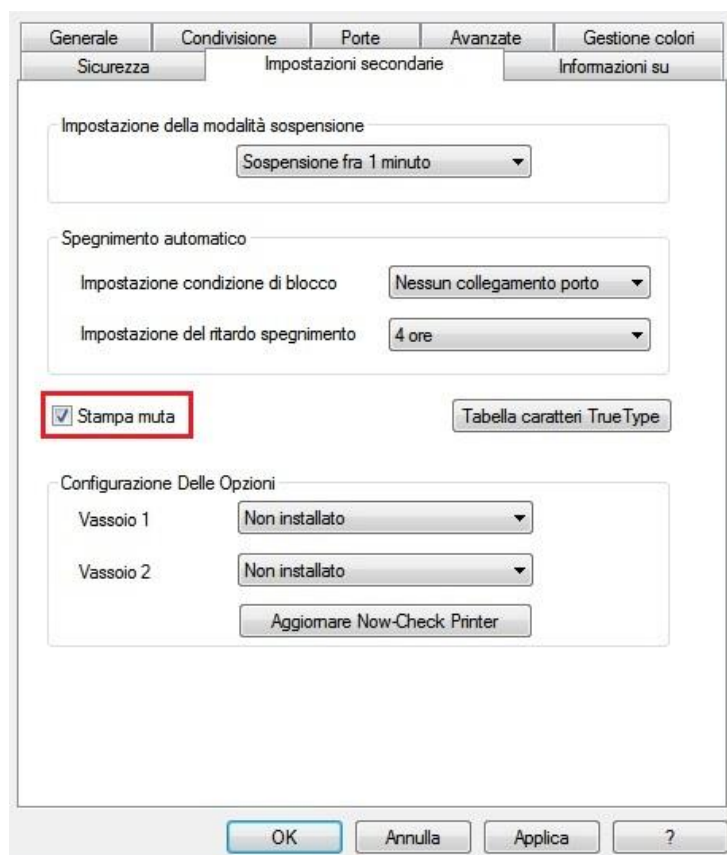 Generale Condivisione Porte Avanzate Gestione colori
Sicurezza Impostazioni secondarie Informazioni su
Impostazione della modalità sospensione
Sospensione fra 1 minuto
Spegnimento automatico
Impostazione condizione di blocco Nessun collegamento porto
Impostazione del ritardo spegnimento 4 ore
Stampa muta Tabella caratteri TrueType
Configurazione Delle Opzioni
Vassoio 1 Non installato
Vassoio 2 Non installato
Aggiornare Now-Check Printer
OK Annulla Applica ?